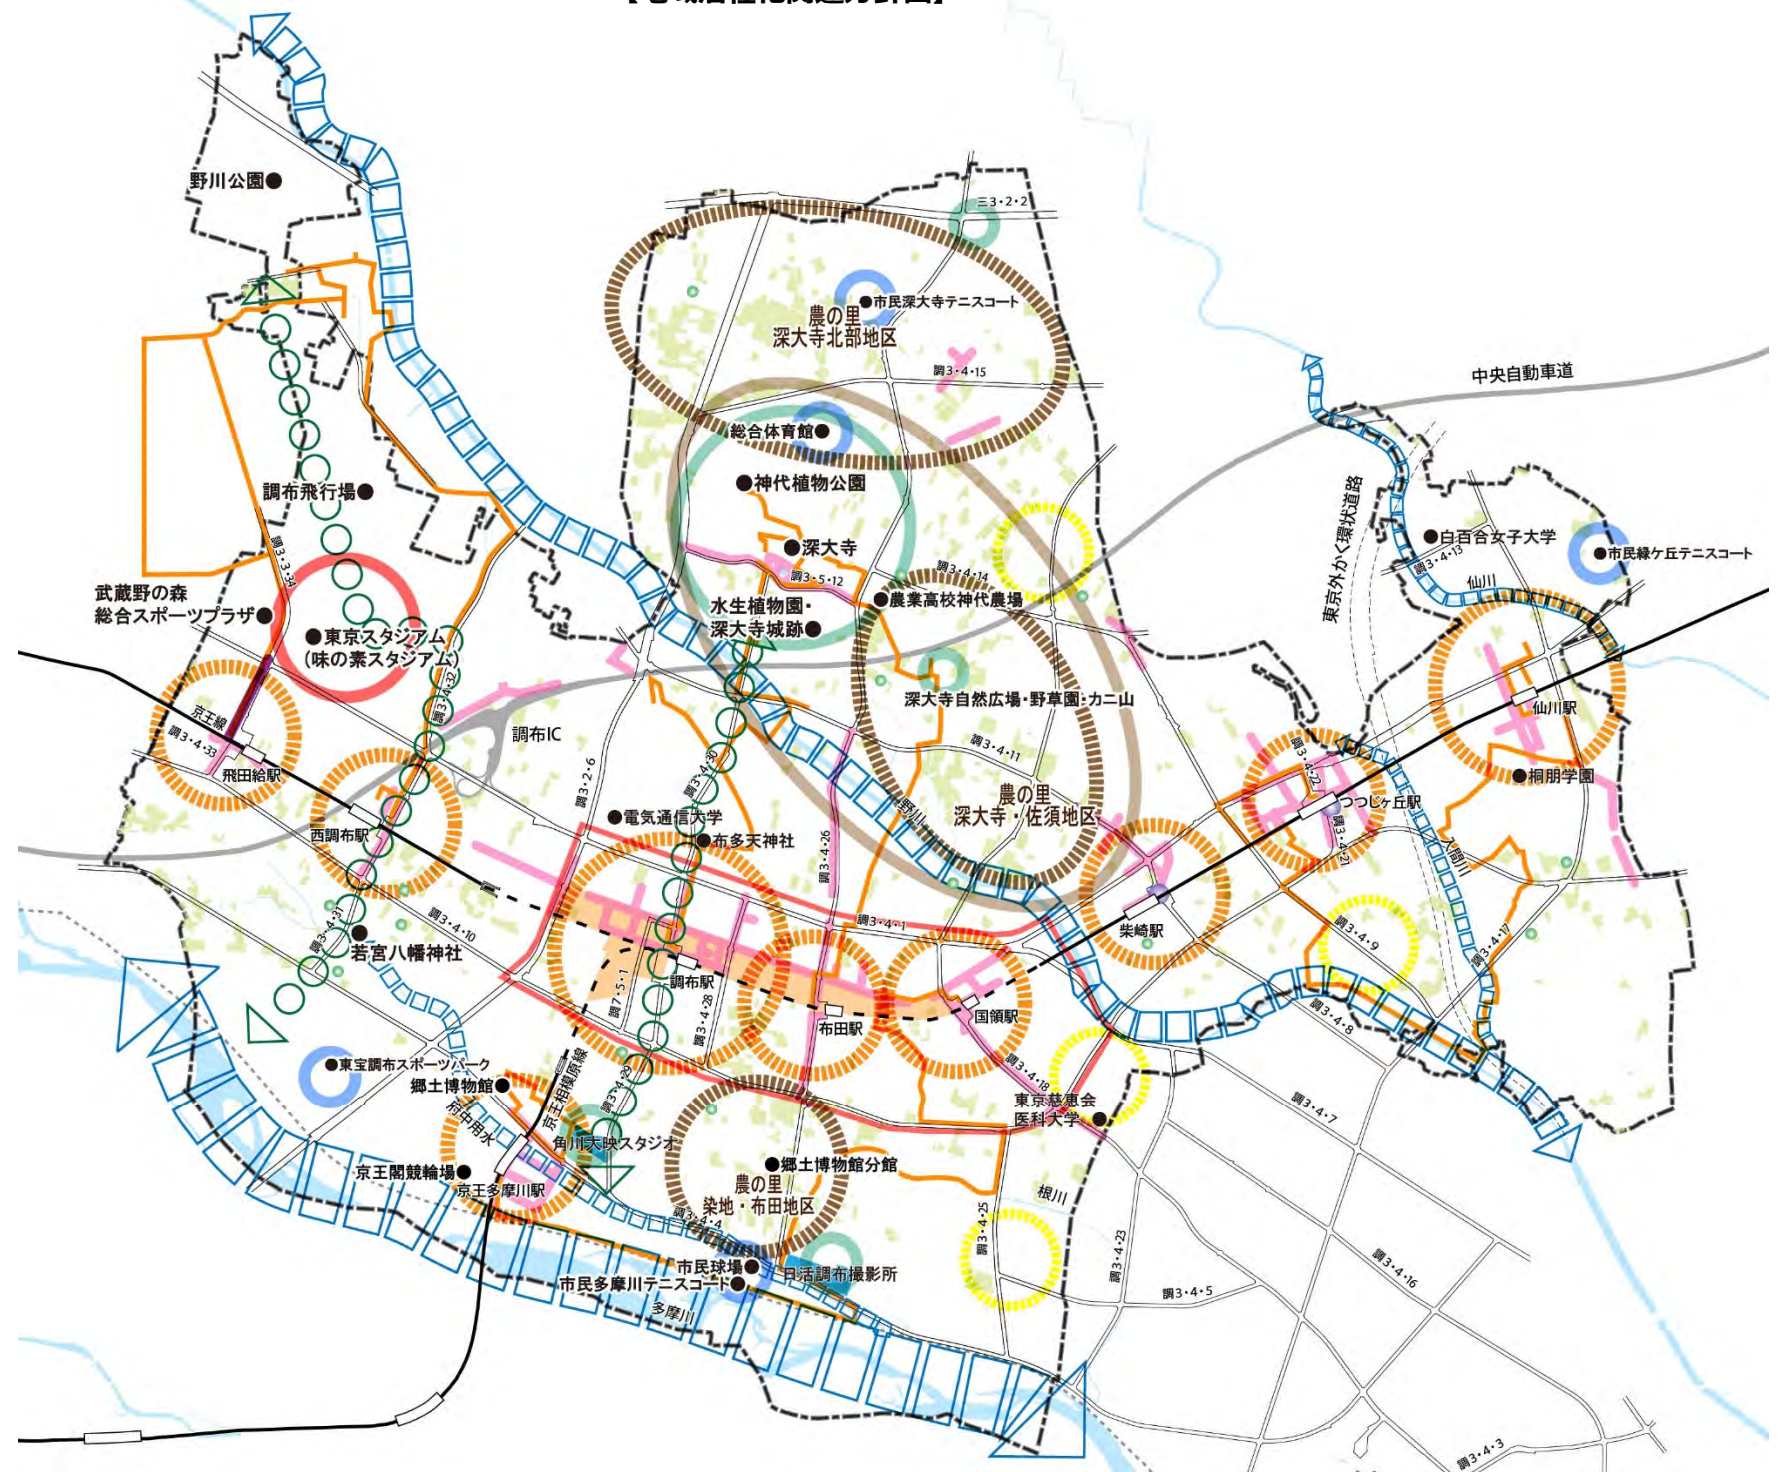 三3・2・2
野川公園
市民深大寺テニスコート
農の里
深大寺北部地区
調3・4・15
中央自動車道
総合体育館
神代植物公園
調布飛行場
東京外かく環状道路
白百合女子大学
市民緑ケ丘テニスコート
調3・4・13
仙川
調3・3・34
深大寺
調3・5・12
調3・4・14
農業高校神代農場
武蔵野の森
総合スポーツプラザ
水生植物園・
深大寺城跡
東京スタジアム
(味の素スタジアム)
調3・4・32
深大寺自然広場・野草園・カニ山
仙川駅
京王線
調3・4・33
飛田給駅
調布IC
調3・2・6
調3・4・30
調3・4・11
調3・4・22
桐朋学園
つつじヶ丘駅
農の里
深大寺・佐須地区
野川
電気通信大学
布多天神社
西調布駅
調3・4・26
調3・4・21
入間川
調3・4・31
調3・4・10
若宮八幡神社
調3・4・1
柴崎駅
調3・4・9
調3・4・17
調布駅
調7・5・1
調3・4・28
布田駅
国領駅
調3・4・8
東宝調布スポーツパーク
郷土博物館
府中用水
京王相模原線
調3・4・29
調3・4・18
東京慈恵会
医科大学
調3・4・7
角川大映スタジオ
京王閣競輪場
京王多摩川駅
郷土博物館分館
農の里
染地・布田地区
調3・4・4
根川
調3・4・25
調3・4・23
市民球場
市民多摩川テニスコート
日活調布撮影所
多摩川
調3・4・5
調3・4・16
調3・4・3